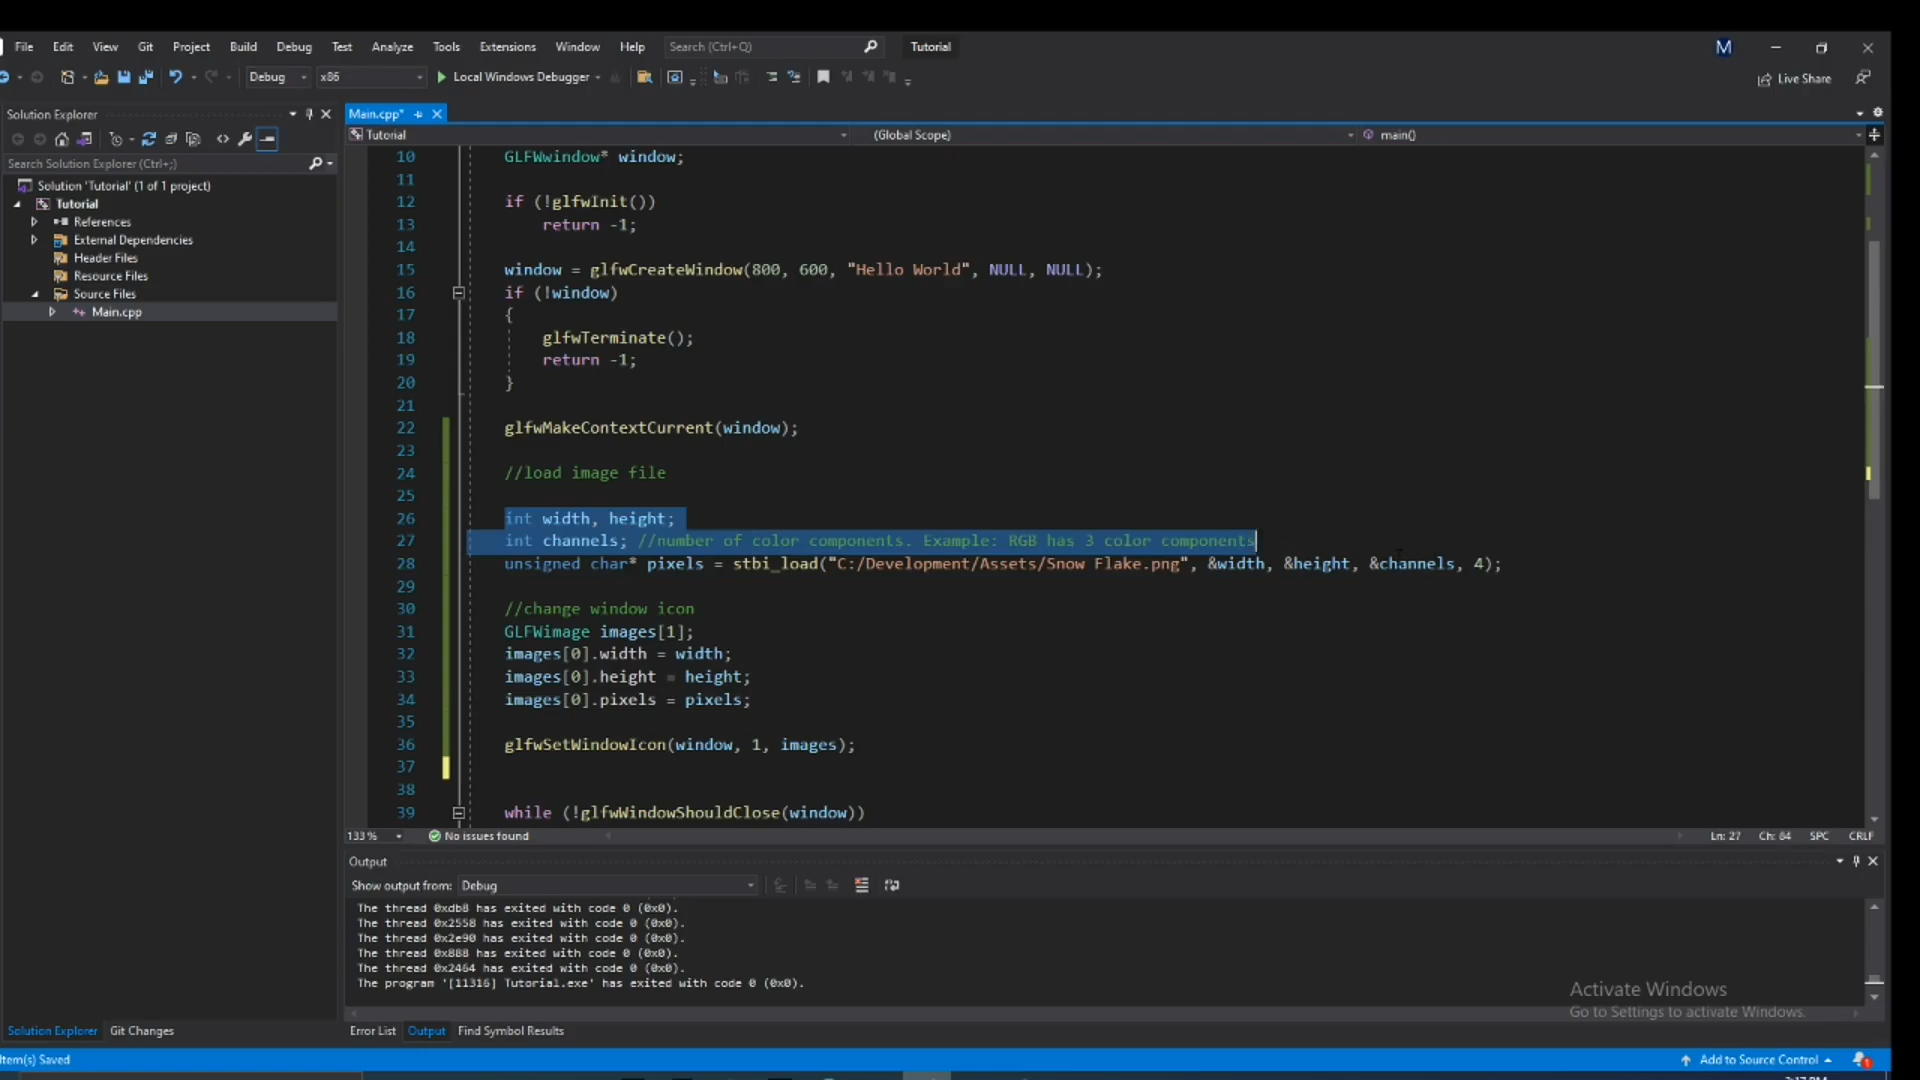 File Edit View Git Project Build Debug Test Analyze Tools Extensions Window Help Search (Ctrl+Q) Tutorial M
Debug x86 Local Windows Debugger Live Share
Solution Explorer
Search Solution Explorer (Ctrl+;)
Solution 'Tutorial' (1 of 1 project)
Tutorial
References
External Dependencies
Header Files
Resource Files
Source Files
Main.cpp
Main.cpp*
Tutorial (Global Scope) main()
10 GLFWwindow* window;
11
12 if (!glfwInit())
13 return -1;
14
15 window = glfwCreateWindow(800, 600, "Hello World", NULL, NULL);
16 if (!window)
17 {
18 glfwTerminate();
19 return -1;
20 }
21
22 glfwMakeContextCurrent(window);
23
24 //load image file
25
26 int width, height;
27 int channels; //number of color components. Example: RGB has 3 color components
28 unsigned char* pixels = stbi_load("C:/Development/Assets/Snow Flake.png", &width, &height, &channels, 4);
29
30 //change window icon
31 GLFWimage images[1];
32 images[0].width = width;
33 images[0].height = height;
34 images[0].pixels = pixels;
35
36 glfwSetWindowIcon(window, 1, images);
37
38
39 while (!glfwWindowShouldClose(window))
133 % No issues found Ln: 27 Ch: 84 SPC CRLF
Output
Show output from: Debug
The thread 0xdb8 has exited with code 0 (0x0).
The thread 0x2558 has exited with code 0 (0x0).
The thread 0x2e90 has exited with code 0 (0x0).
The thread 0x888 has exited with code 0 (0x0).
The thread 0x2464 has exited with code 0 (0x0).
The program '[11316] Tutorial.exe' has exited with code 0 (0x0).
Activate Windows
Go to Settings to activate Windows.
Solution Explorer Git Changes Error List Output Find Symbol Results
Item(s) Saved Add to Source Control 1